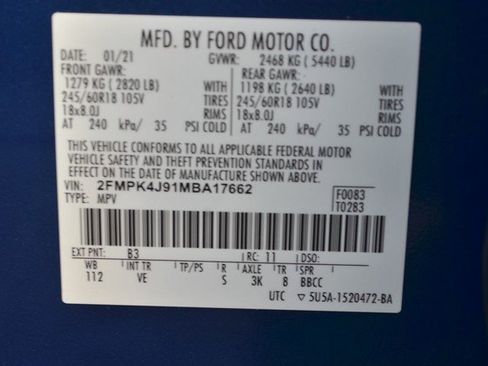 MFD. BY FORD MOTOR CO.
DATE: 01/21 GVWR: 2468 KG ( 5440 LB)
FRONT GAWR: REAR GAWR:
1279 KG ( 2820 LB) 1198 KG ( 2640 LB)
245/60R18 105V WITH TIRES 245/60R18 105V WITH TIRES
18x8.0J RIMS 18x8.0J RIMS
AT 240 kPa/ 35 PSI COLD AT 240 kPa/ 35 PSI COLD
THIS VEHICLE CONFORMS TO ALL APPLICABLE FEDERAL MOTOR
VEHICLE SAFETY AND THEFT PREVENTION STANDARDS IN
EFFECT ON THE DATE OF MANUFACTURE SHOWN ABOVE.
VIN: 2FMPK4J91MBA17662 F0083
TYPE: MPV T0283
EXT PNT: B3 RC: 11 DSO:
WB INT TR TP/PS R AXLE TR SPR
112 VE S 3K 8 BBCC
UTC ▽ 5U5A-1520472-BA